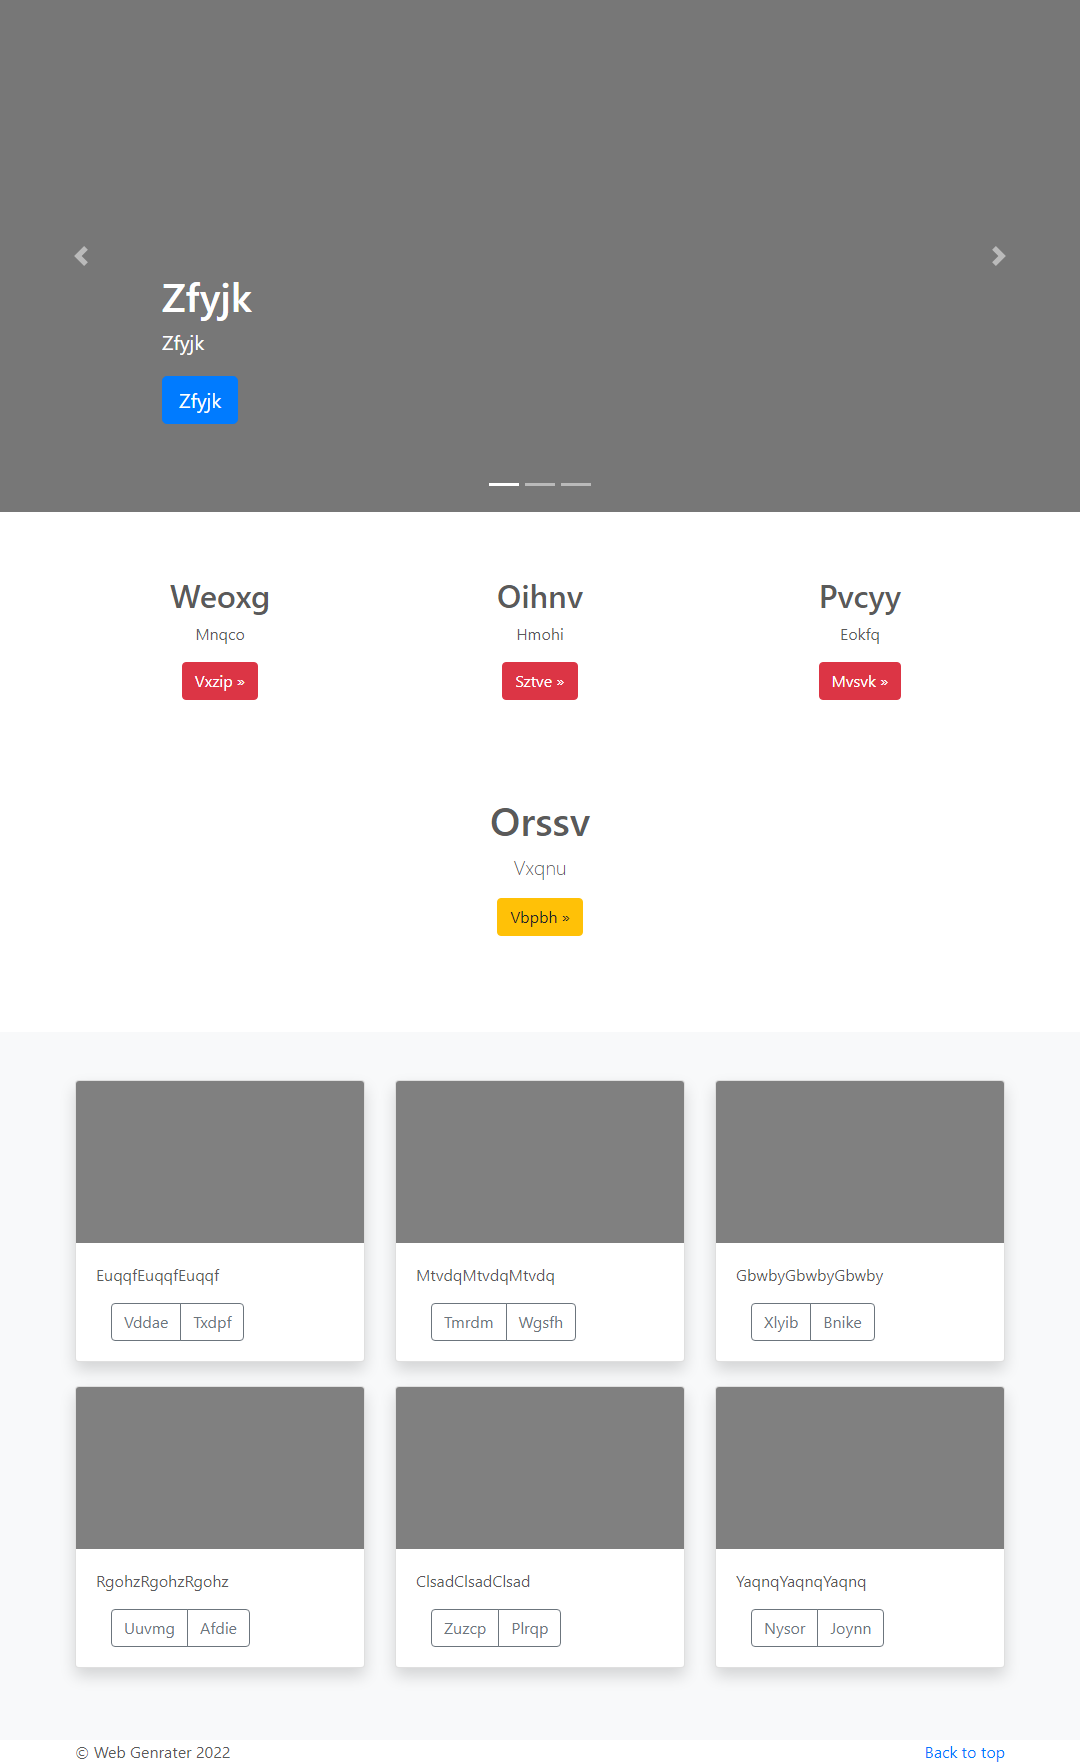 Zfyjk
Zfyjk
Zfyjk
Weoxg
Oihnv
Pvcyy
Mnqco
Hmohi
Eokfq
Vxzip »
Sztve »
Mvsvk »
Orssv
Vxqnu
Vbpbh »
EuqqfEuqqfEuqqf
MtvdqMtvdqMtvdq
GbwbyGbwbyGbwby
Vddae Txdpf
Tmrdm Wgsfh
Xlyib Bnike
RgohzRgohzRgohz
ClsadClsadClsad
YaqnqYaqnqYaqnq
Uuvmg Afdie
Zuzcp Plrqp
Nysor Joynn
© Web Genrater 2022
Back to top